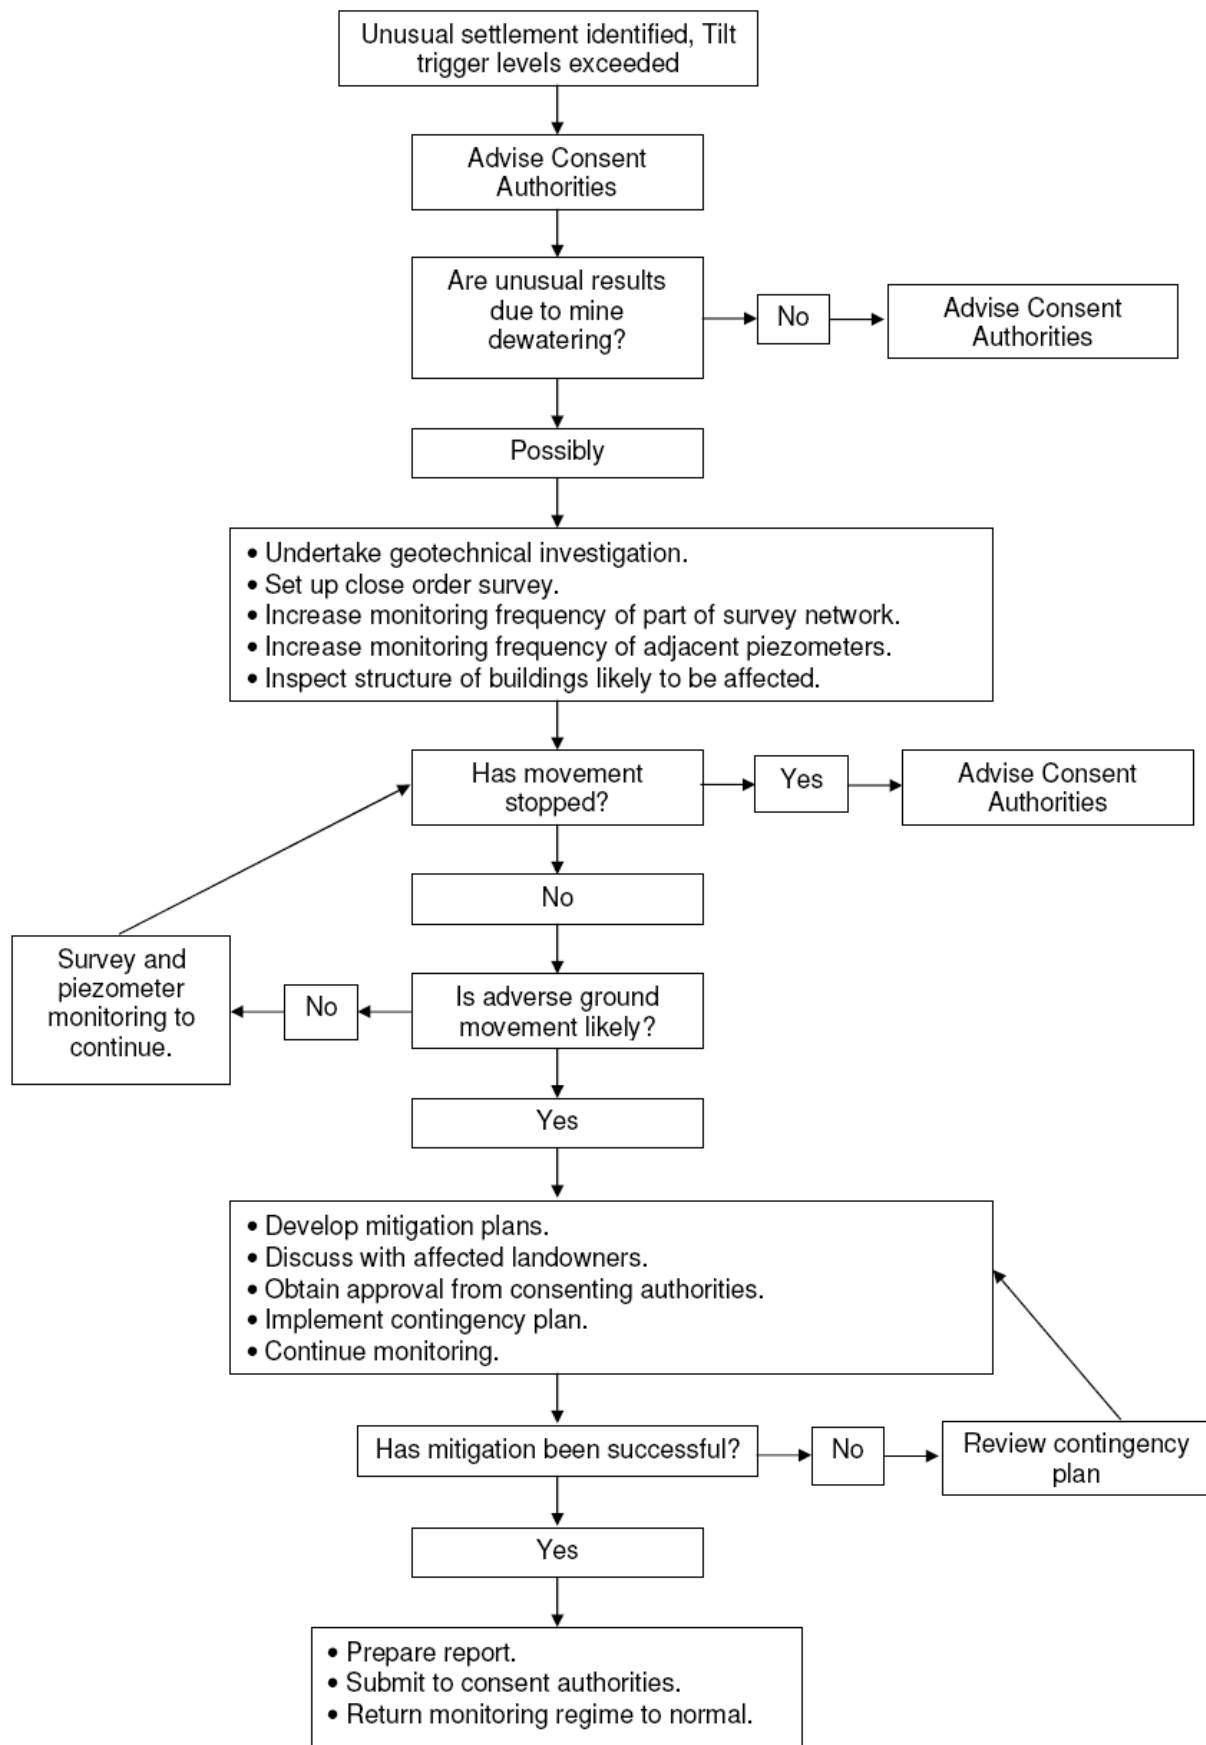 Unusual settlement identified, Tilt
trigger levels exceeded
Advise Consent
Authorities
Are unusual results
due to mine
dewatering?
No
Advise Consent
Authorities
Possibly
• Undertake geotechnical investigation.
• Set up close order survey.
• Increase monitoring frequency of part of survey network.
• Increase monitoring frequency of adjacent piezometers.
• Inspect structure of buildings likely to be affected.
Has movement
stopped?
Yes
Advise Consent
Authorities
No
Survey and
piezometer
monitoring to
continue.
No
Is adverse ground
movement likely?
Yes
• Develop mitigation plans.
• Discuss with affected landowners.
• Obtain approval from consenting authorities.
• Implement contingency plan.
• Continue monitoring.
Has mitigation been successful?
No
Review contingency
plan
Yes
• Prepare report.
• Submit to consent authorities.
• Return monitoring regime to normal.